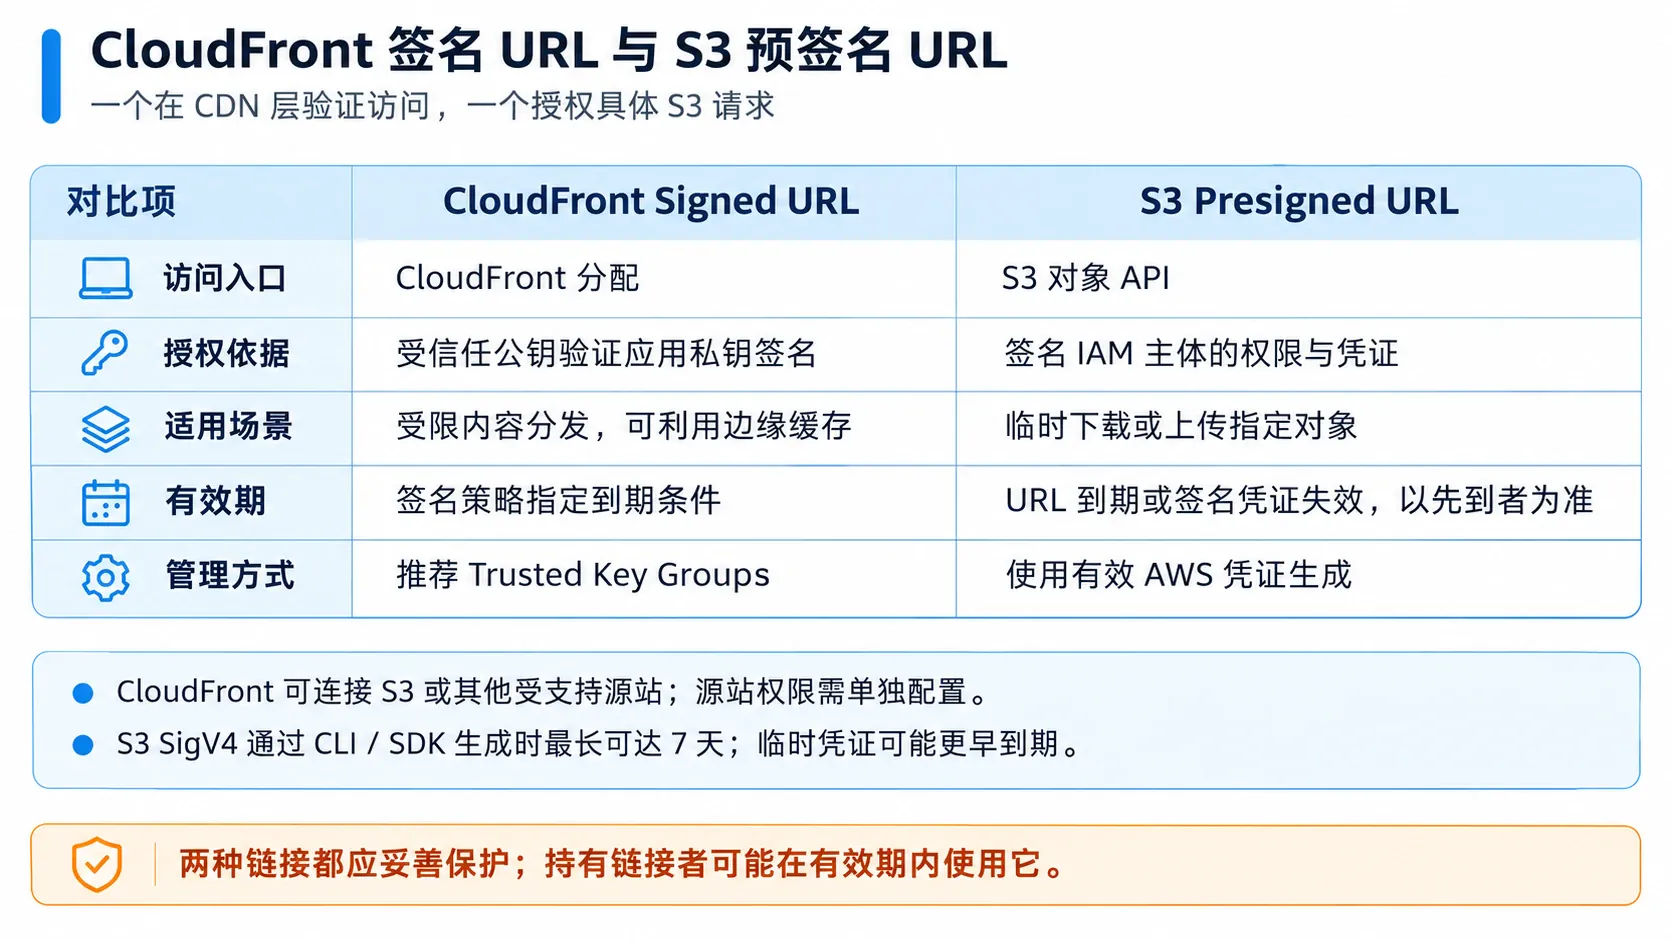 CloudFront 签名 URL 与 S3 预签名 URL
一个在 CDN 层验证访问，一个授权具体 S3 请求
对比项
CloudFront Signed URL
S3 Presigned URL
访问入口
CloudFront 分配
S3 对象 API
授权依据
受信任公钥验证应用私钥签名
签名 IAM 主体的权限与凭证
适用场景
受限内容分发，可利用边缘缓存
临时下载或上传指定对象
有效期
签名策略指定到期条件
URL 到期或签名凭证失效，以先到者为准
管理方式
推荐 Trusted Key Groups
使用有效 AWS 凭证生成
CloudFront 可连接 S3 或其他受支持源站；源站权限需单独配置。
S3 SigV4 通过 CLI / SDK 生成时最长可达 7 天；临时凭证可能更早到期。
两种链接都应妥善保护；持有链接者可能在有效期内使用它。